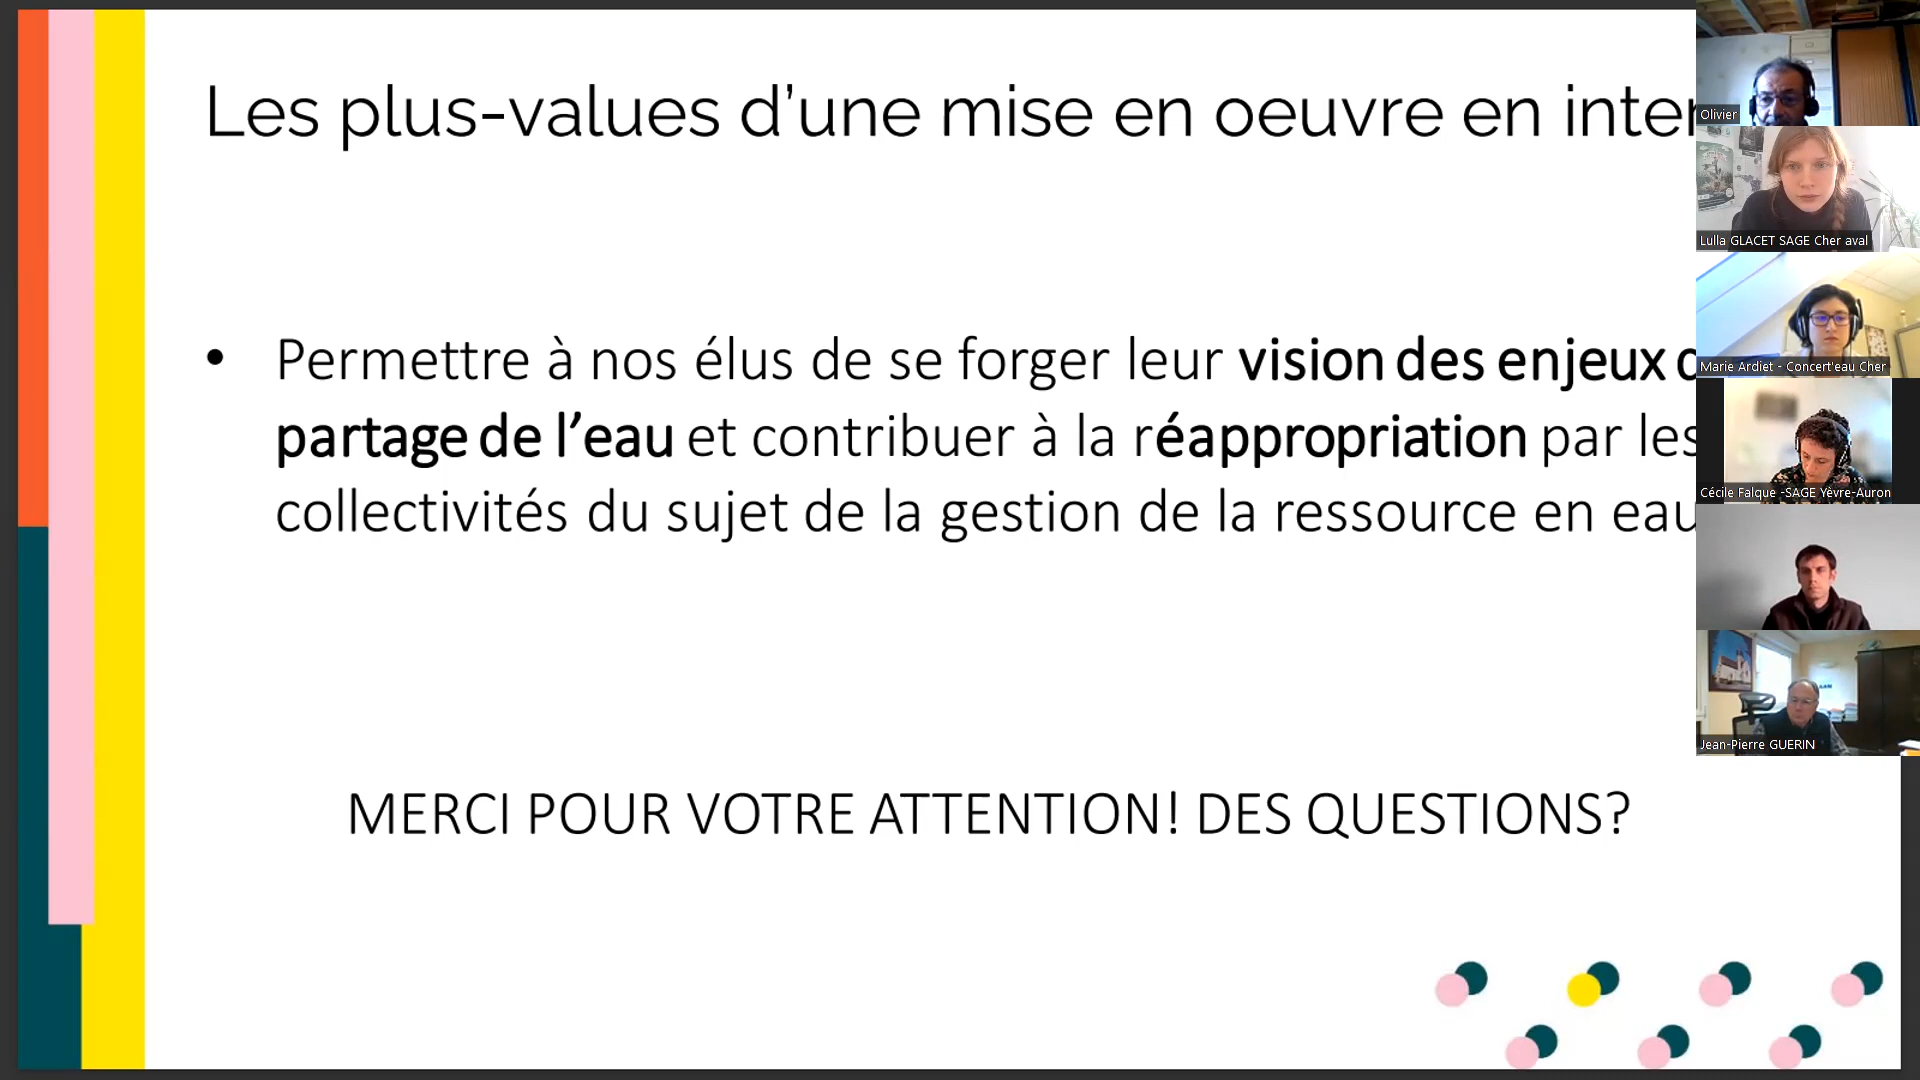 Les plus-values d’une mise en oeuvre en inter
• Permettre à nos élus de se forger leur vision des enjeux
partage de l’eau et contribuer à la réappropriation par les
collectivités du sujet de la gestion de la ressource en eau
MERCI POUR VOTRE ATTENTION! DES QUESTIONS?
Olivier
Lulla GLACET SAGE Cher aval
Marie Ardiet - Concert'eau Cher
Cécile Falque -SAGE Yèvre-Auron
Jean-Pierre GUERIN